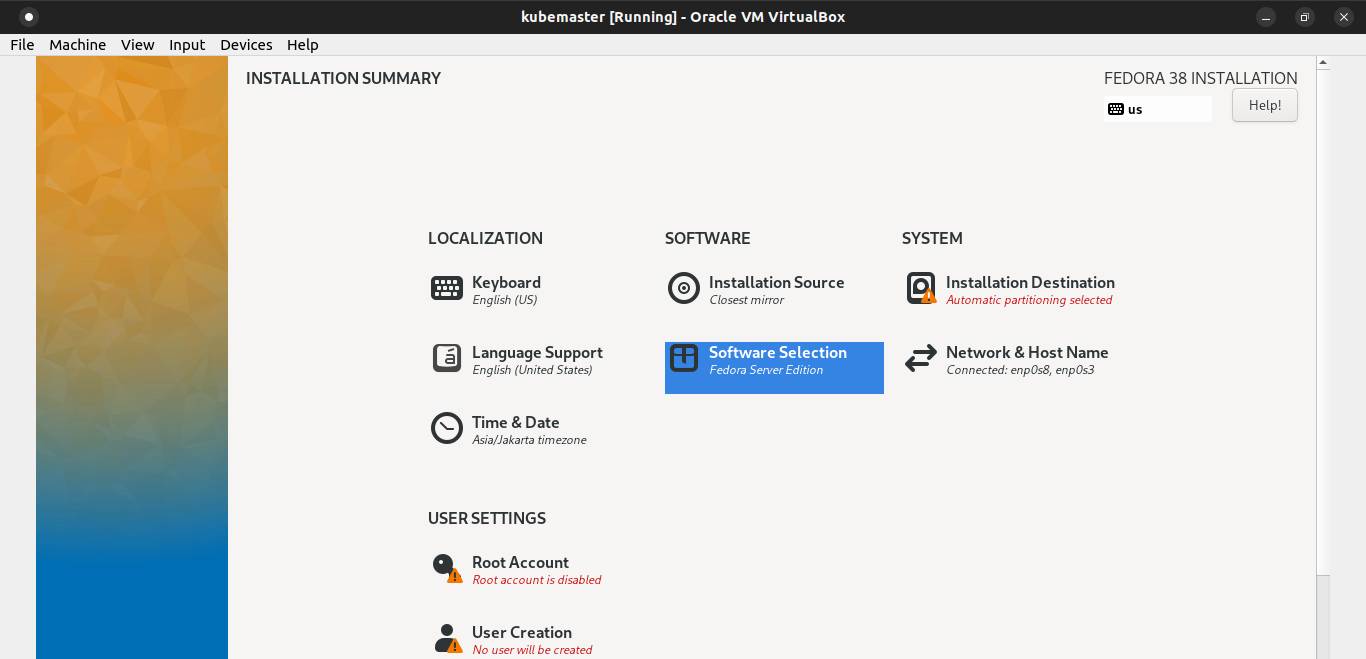 kubemaster [Running] - Oracle VM VirtualBox
File Machine View Input Devices Help
INSTALLATION SUMMARY
FEDORA 38 INSTALLATION
us
Help!
LOCALIZATION
Keyboard
English (US)
Language Support
English (United States)
Time & Date
Asia/Jakarta timezone
SOFTWARE
Installation Source
Closest mirror
Software Selection
Fedora Server Edition
SYSTEM
Installation Destination
Automatic partitioning selected
Network & Host Name
Connected: enp0s8, enp0s3
USER SETTINGS
Root Account
Root account is disabled
User Creation
No user will be created